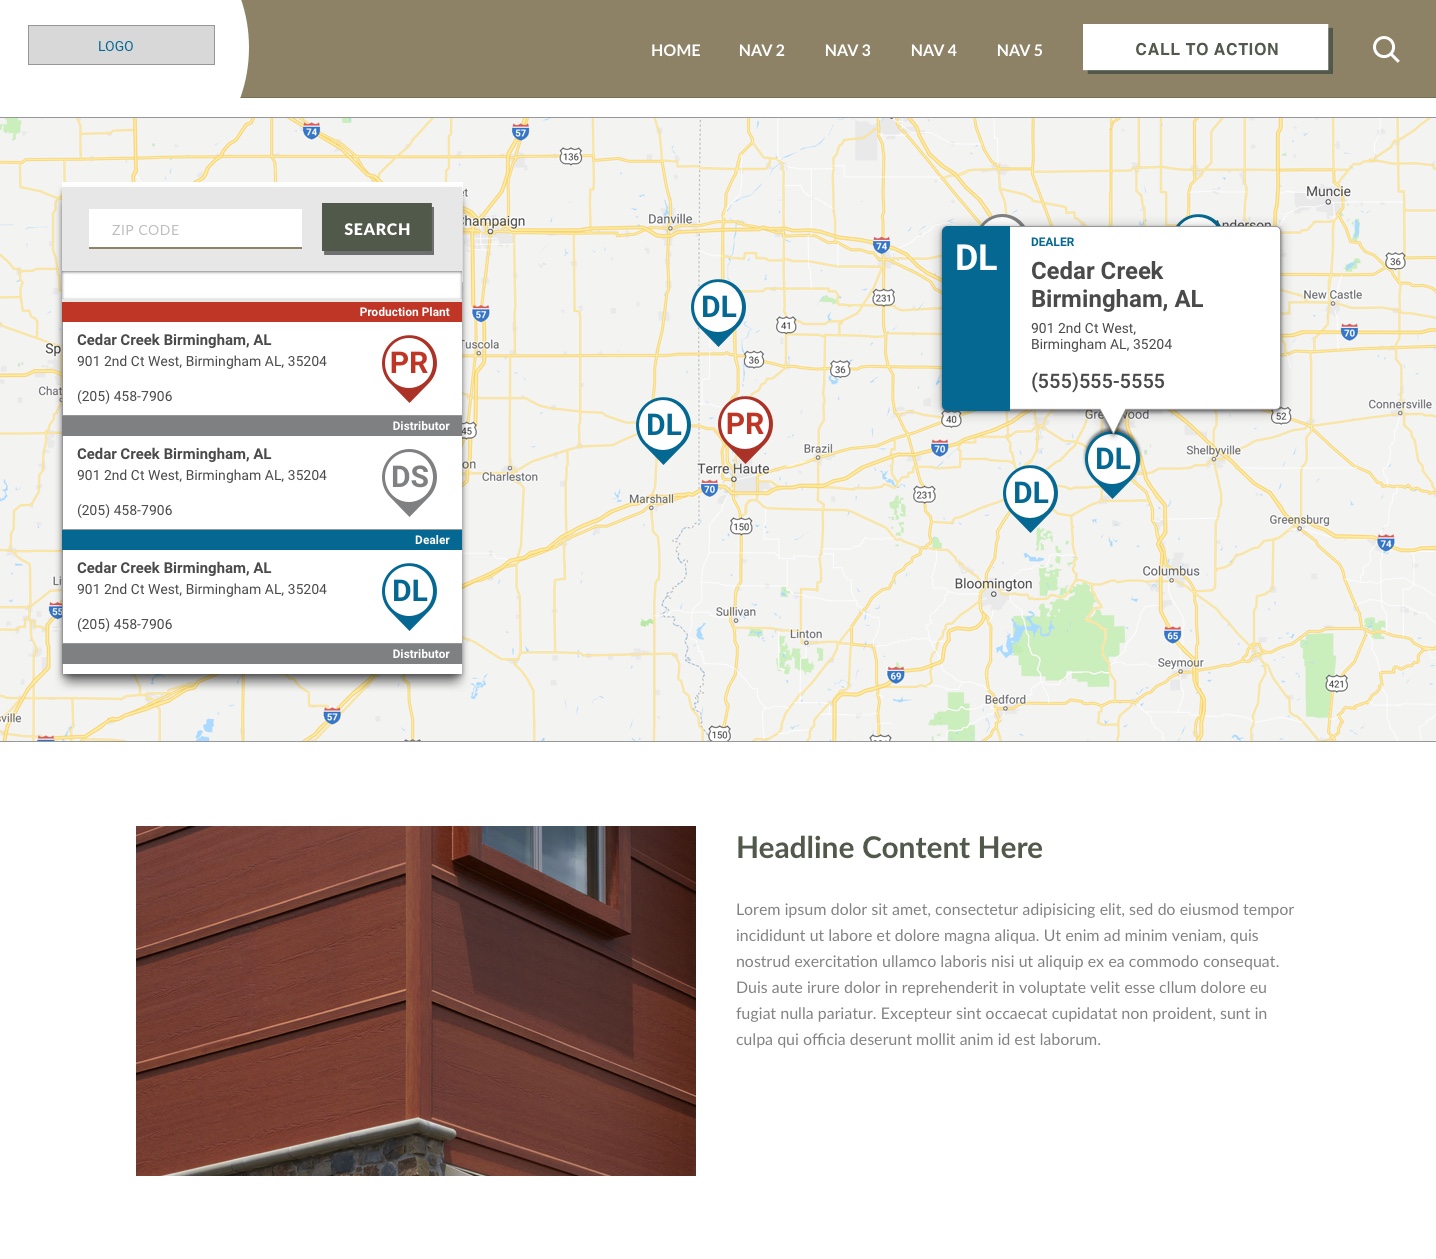 LOGO
HOME
NAV 2
NAV 3
NAV 4
NAV 5
CALL TO ACTION
ZIP CODE
SEARCH
Production Plant
Cedar Creek Birmingham, AL
901 2nd Ct West, Birmingham AL, 35204
(205) 458-7906
PR
Distributor
Cedar Creek Birmingham, AL
901 2nd Ct West, Birmingham AL, 35204
(205) 458-7906
DS
Dealer
Cedar Creek Birmingham, AL
901 2nd Ct West, Birmingham AL, 35204
(205) 458-7906
DL
Distributor
74
57
136
Danville
74
Muncie
36
New Castle
70
231
41
57
36
36
DL
DL
PR
Terre Haute
Brazil
70
70
Marshall
Charleston
231
150
40
52
Connersville
Shelbyville
Greensburg
74
Columbus
Bloomington
Sullivan
Linton
65
Seymour
69
Bedford
421
57
150
55
45
DL
DEALER
Cedar Creek
Birmingham, AL
901 2nd Ct West,
Birmingham AL, 35204
(555)555-5555
DL
DL
Headline Content Here
Lorem ipsum dolor sit amet, consectetur adipisicing elit, sed do eiusmod tempor
incididunt ut labore et dolore magna aliqua. Ut enim ad minim veniam, quis
nostrud exercitation ullamco laboris nisi ut aliquip ex ea commodo consequat.
Duis aute irure dolor in reprehenderit in voluptate velit esse cllum dolore eu
fugiat nulla pariatur. Excepteur sint occaecat cupidatat non proident, sunt in
culpa qui officia deserunt mollit anim id est laborum.